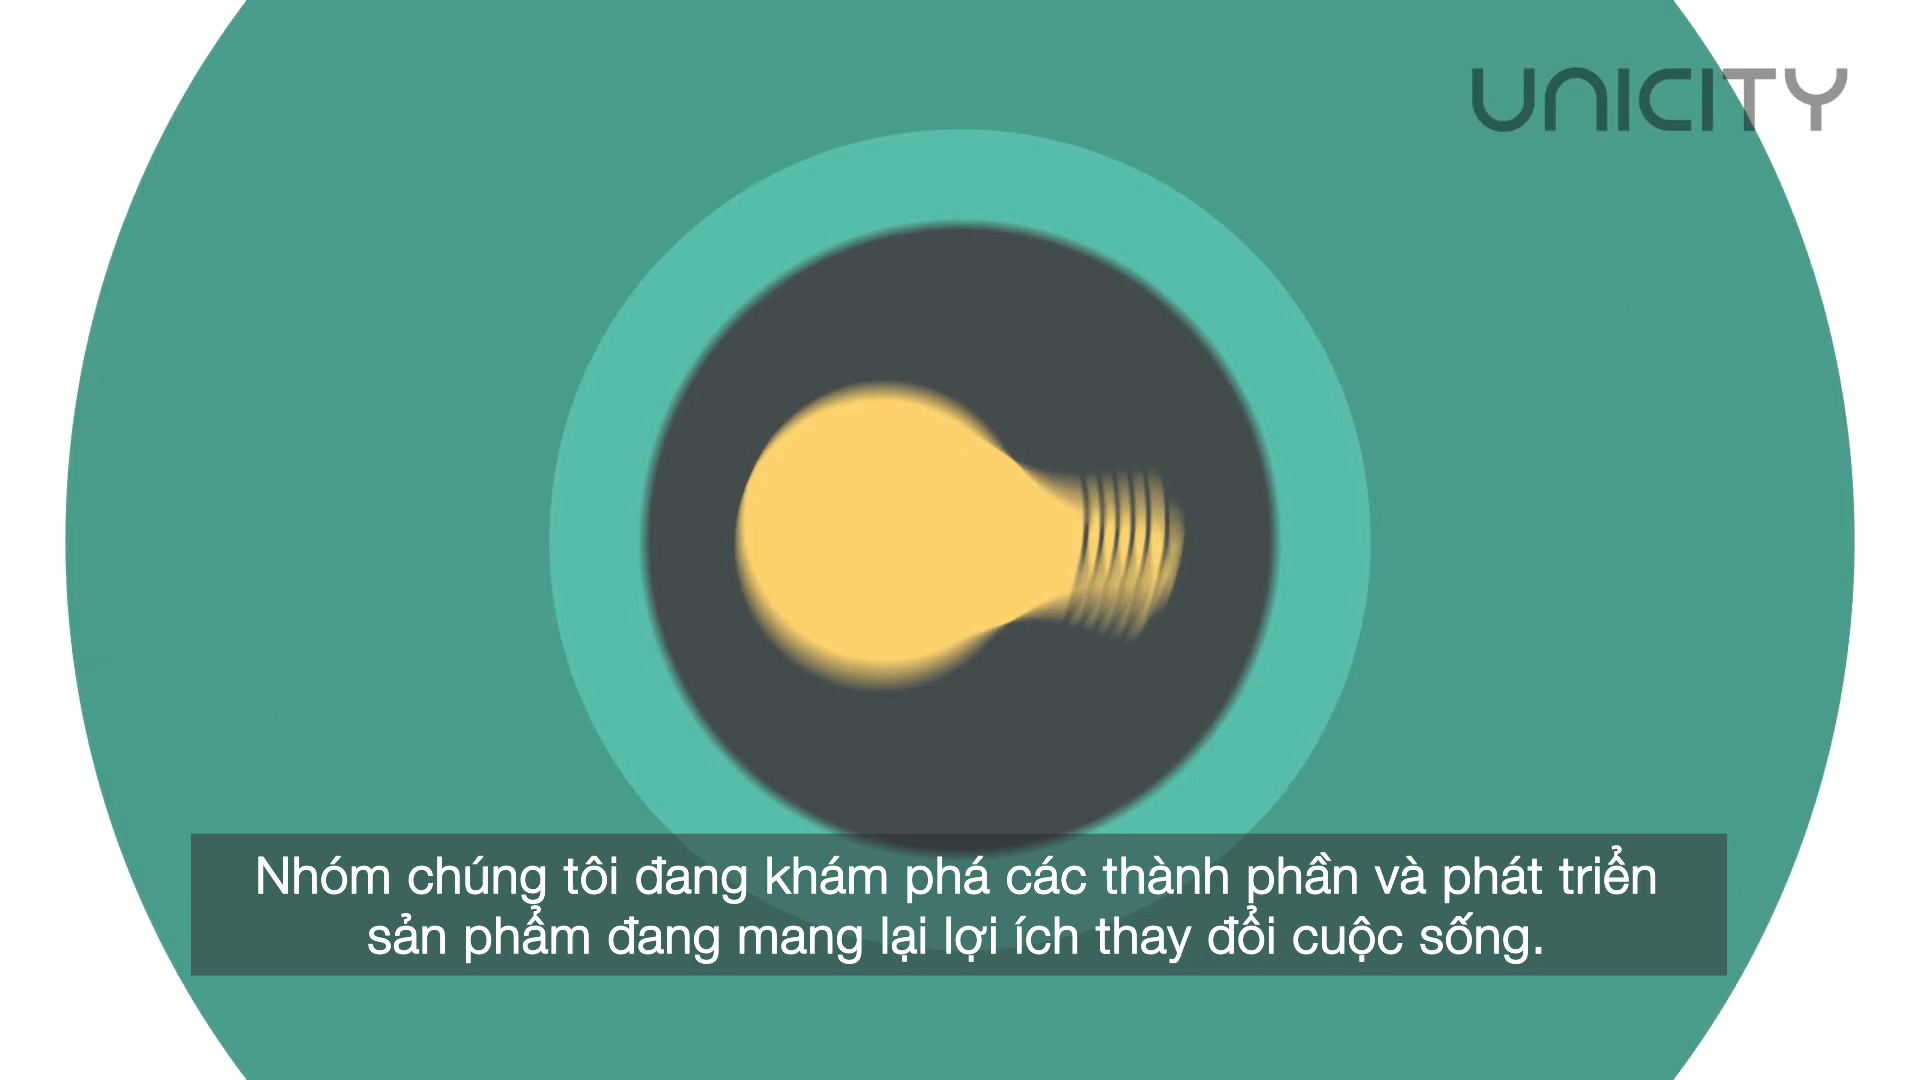 UNICITY
Nhóm chúng tôi đang khám phá các thành phần và phát triển
sản phẩm đang mang lại lợi ích thay đổi cuộc sống.